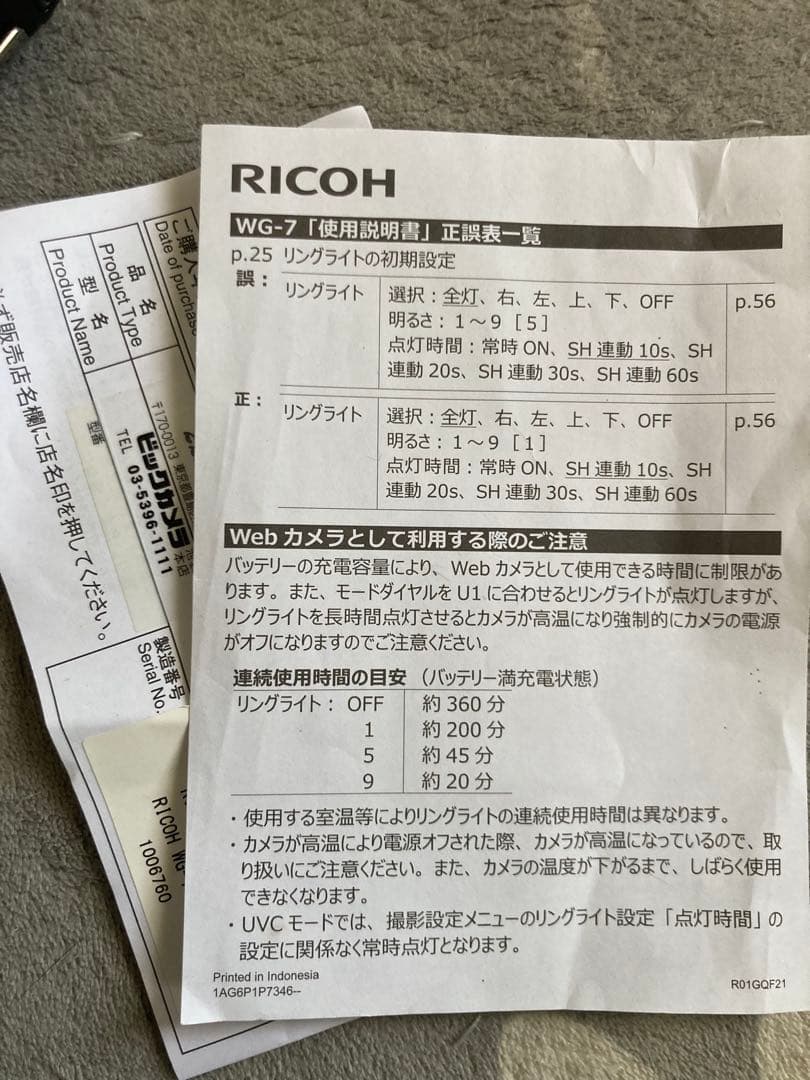 RICOH
WG-7「使用説明書」正誤表一覧
p.25 リングライトの初期設定
誤：
リングライト
選択：全灯、右、左、上、下、OFF
明るさ：1～9［5］
点灯時間：常時ON、SH 連動 10s、SH
連動 20s、SH 連動 30s、SH 連動 60s
p.56
正：
リングライト
選択：全灯、右、左、上、下、OFF
明るさ：1～9［1］
点灯時間：常時ON、SH 連動 10s、SH
連動 20s、SH 連動 30s、SH 連動 60s
p.56
Web カメラとして利用する際のご注意
バッテリーの充電容量により、Web カメラとして使用できる時間に制限があ
ります。また、モードダイヤルを U1 に合わせるとリングライトが点灯しますが、
リングライトを長時間点灯させるとカメラが高温になり強制的にカメラの電源
がオフになりますのでご注意ください。
連続使用時間の目安（バッテリー満充電状態）
リングライト： OFF 約 360 分
1 約 200 分
5 約 45 分
9 約 20 分
・使用する室温等によりリングライトの連続使用時間は異なります。
・カメラが高温により電源オフされた際、カメラが高温になっているので、取
り扱いにご注意ください。また、カメラの温度が下がるまで、しばらく使用
できなくなります。
・UVC モードでは、撮影設定メニューのリングライト設定「点灯時間」の
設定に関係なく常時点灯となります。
Printed in Indonesia
1AG6P1P7346--
R01GQF21
ご購入
Date of purchase
品 名
Product Type
型 名
Product Name
〒170-0013 東京都豊島
ビックカメラ
本店
TEL 03-5396-1111
型番
ず販売店名欄に店名印を押してください。
製造番号
Serial No.
RICOH WG-
1006760